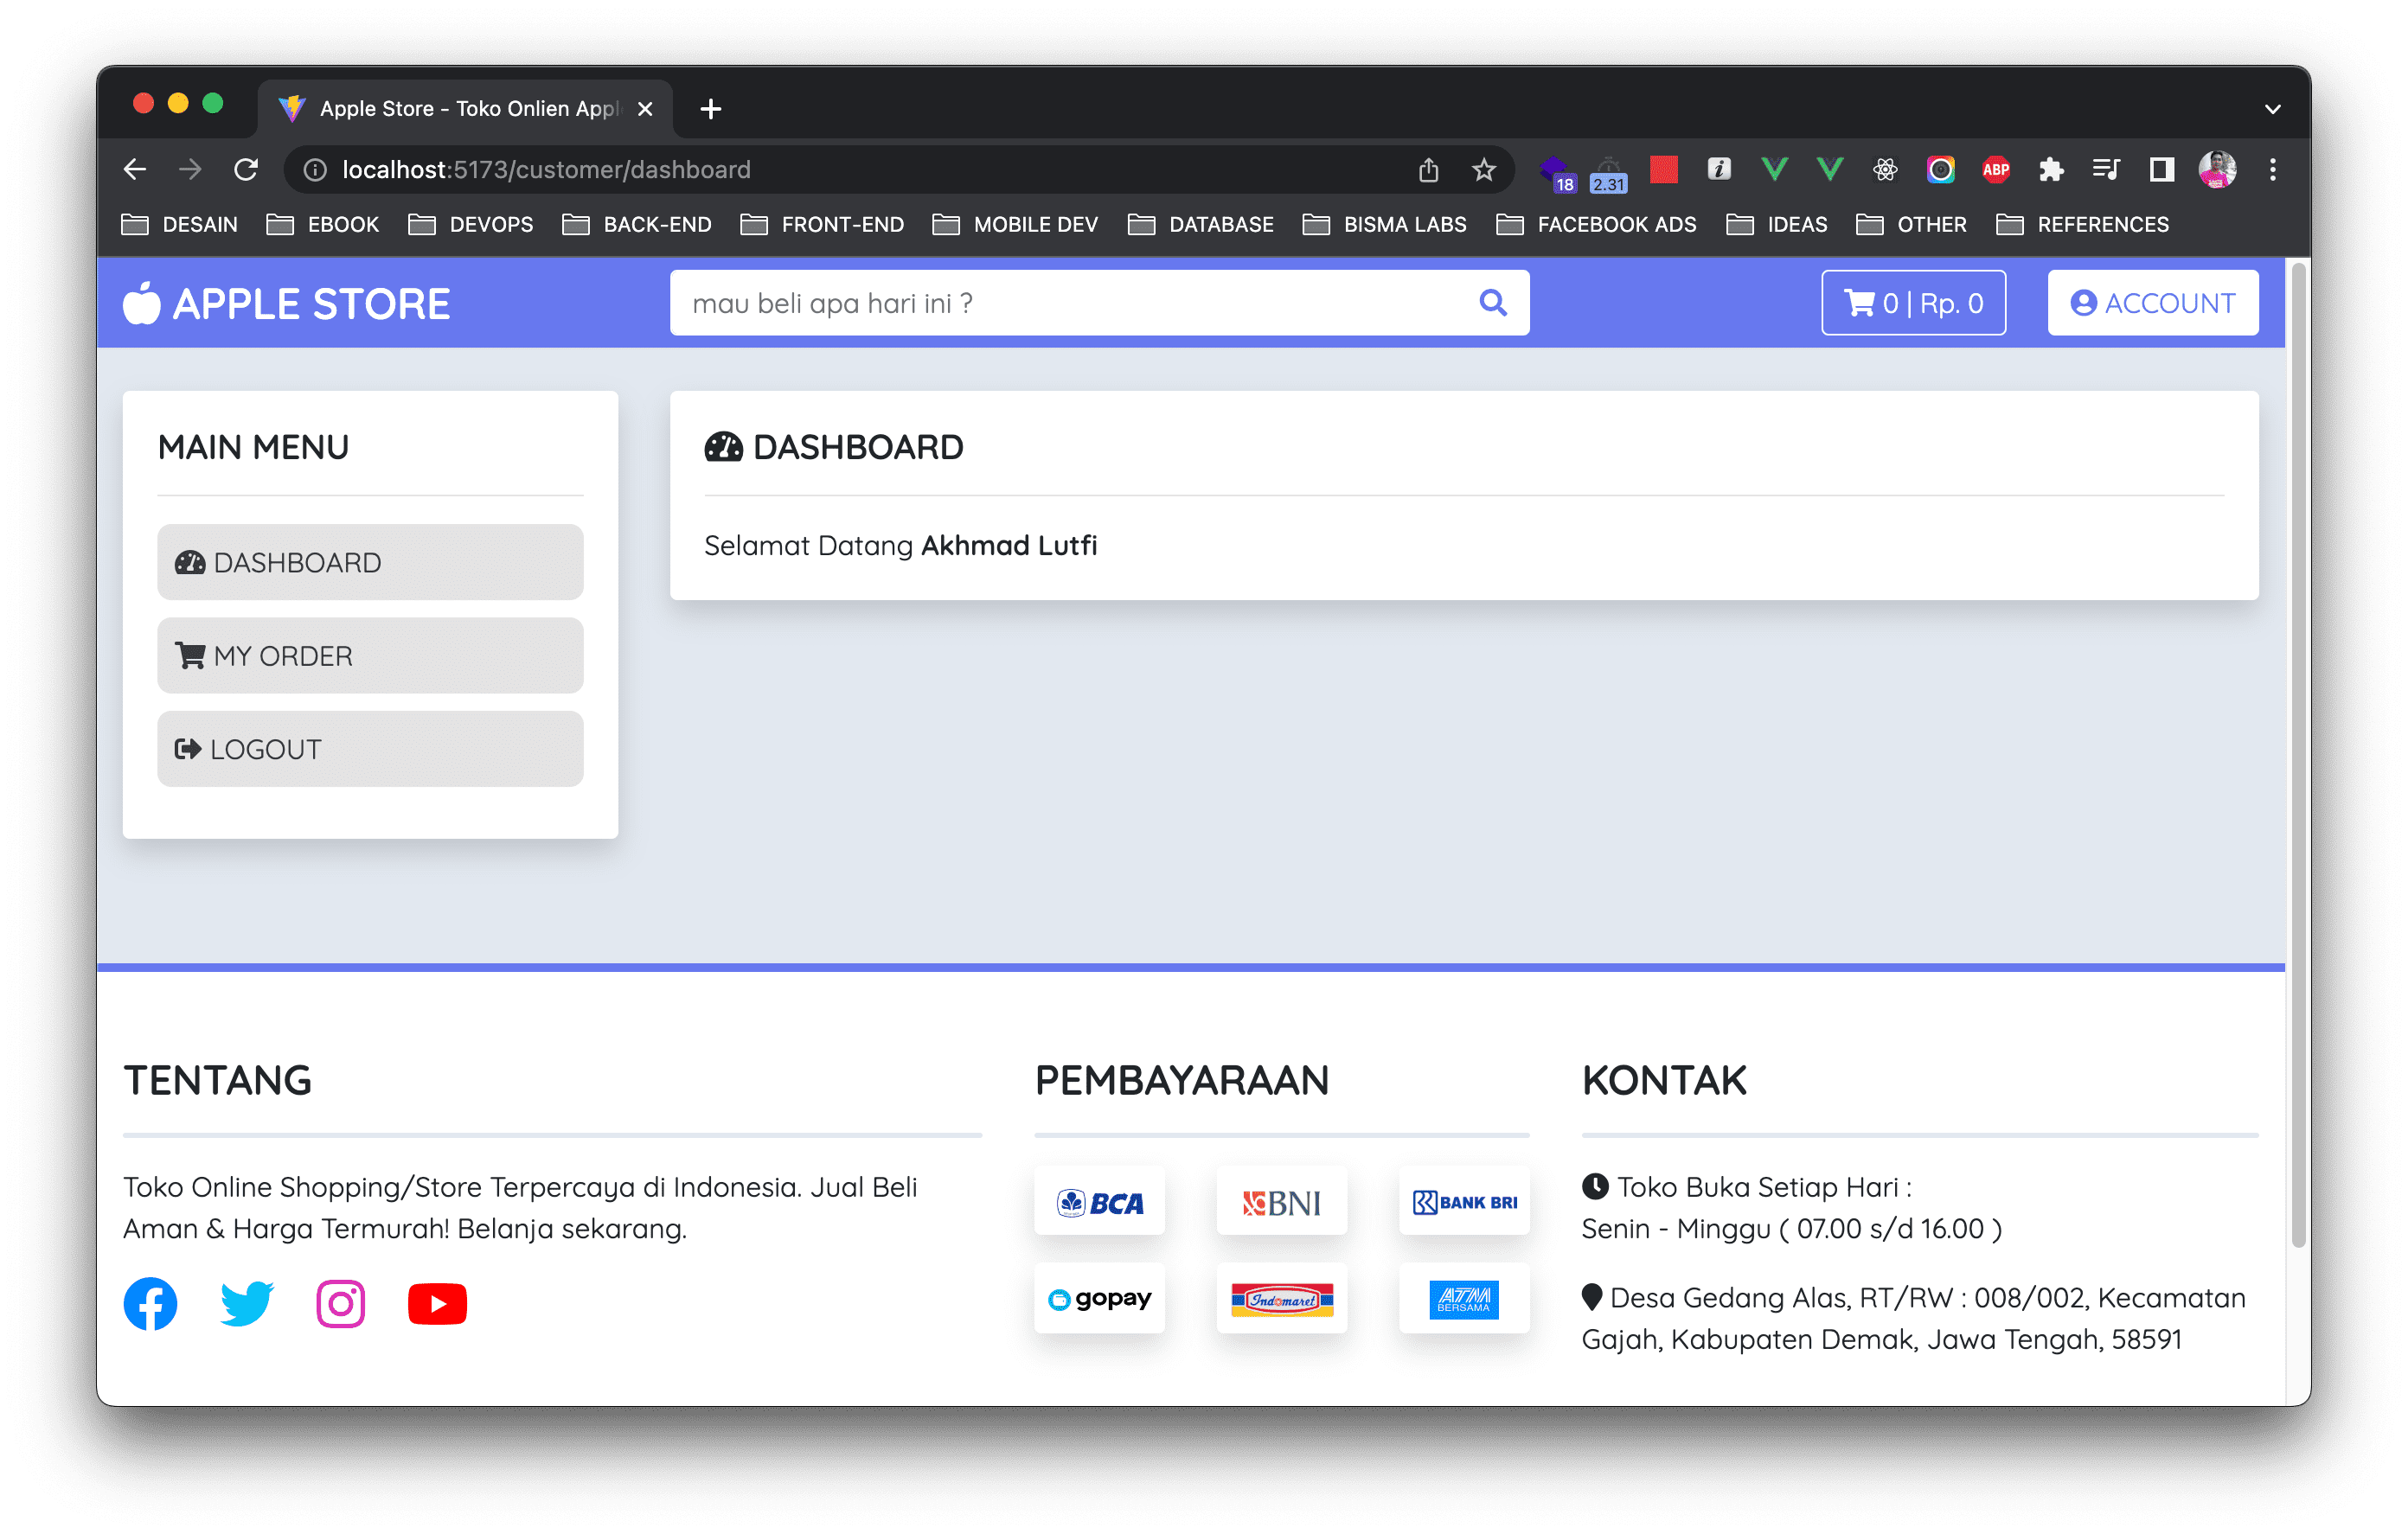 Apple Store - Toko Onlien Appl
localhost:5173/customer/dashboard
18
2.31
ABP
DESAIN EBOOK DEVOPS BACK-END FRONT-END MOBILE DEV DATABASE BISMA LABS FACEBOOK ADS IDEAS OTHER REFERENCES
APPLE STORE
mau beli apa hari ini ?
0 | Rp. 0
ACCOUNT
MAIN MENU
DASHBOARD
MY ORDER
LOGOUT
DASHBOARD
Selamat Datang Akhmad Lutfi
TENTANG
Toko Online Shopping/Store Terpercaya di Indonesia. Jual Beli
Aman & Harga Termurah! Belanja sekarang.
PEMBAYARAAN
BCA
BNI
BANK BRI
gopay
Indomaret
ATM
BERSAMA
KONTAK
Toko Buka Setiap Hari :
Senin - Minggu ( 07.00 s/d 16.00 )
Desa Gedang Alas, RT/RW : 008/002, Kecamatan
Gajah, Kabupaten Demak, Jawa Tengah, 58591